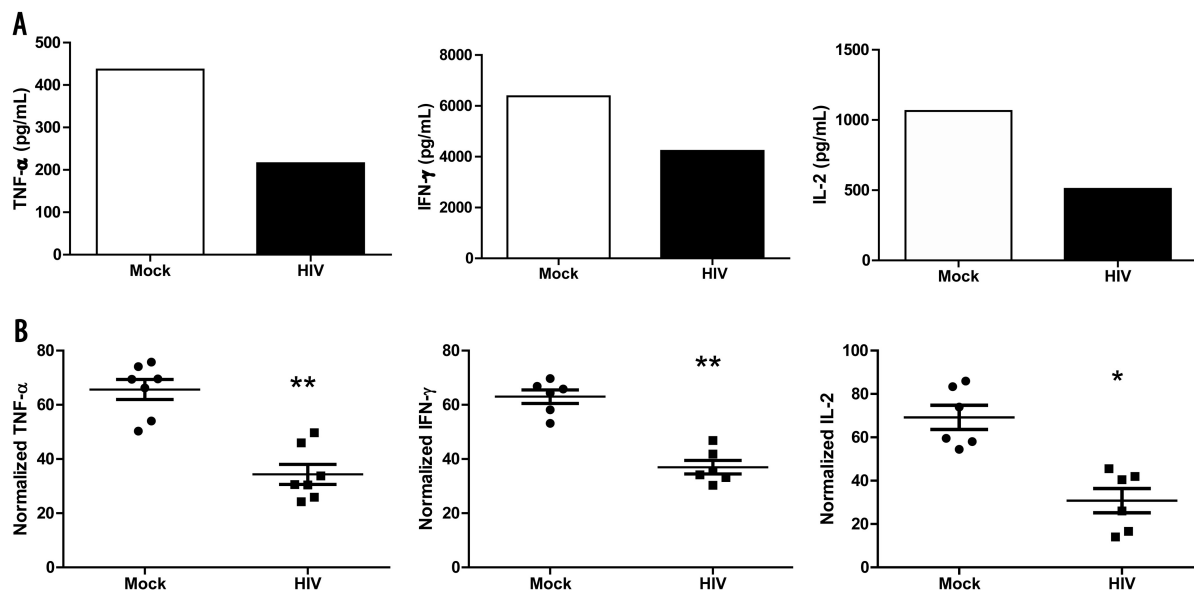 A
TNF-α (pg/mL)
500
400
300
200
100
0
Mock
HIV
IFN-γ (pg/mL)
8000
6000
4000
2000
0
Mock
HIV
IL-2 (pg/mL)
1500
1000
500
0
Mock
HIV
B
Normalized TNF-α
80
60
40
20
0
**
Mock
HIV
Normalized IFN-γ
80
60
40
20
0
**
Mock
HIV
Normalized IL-2
100
80
60
40
20
0
*
Mock
HIV